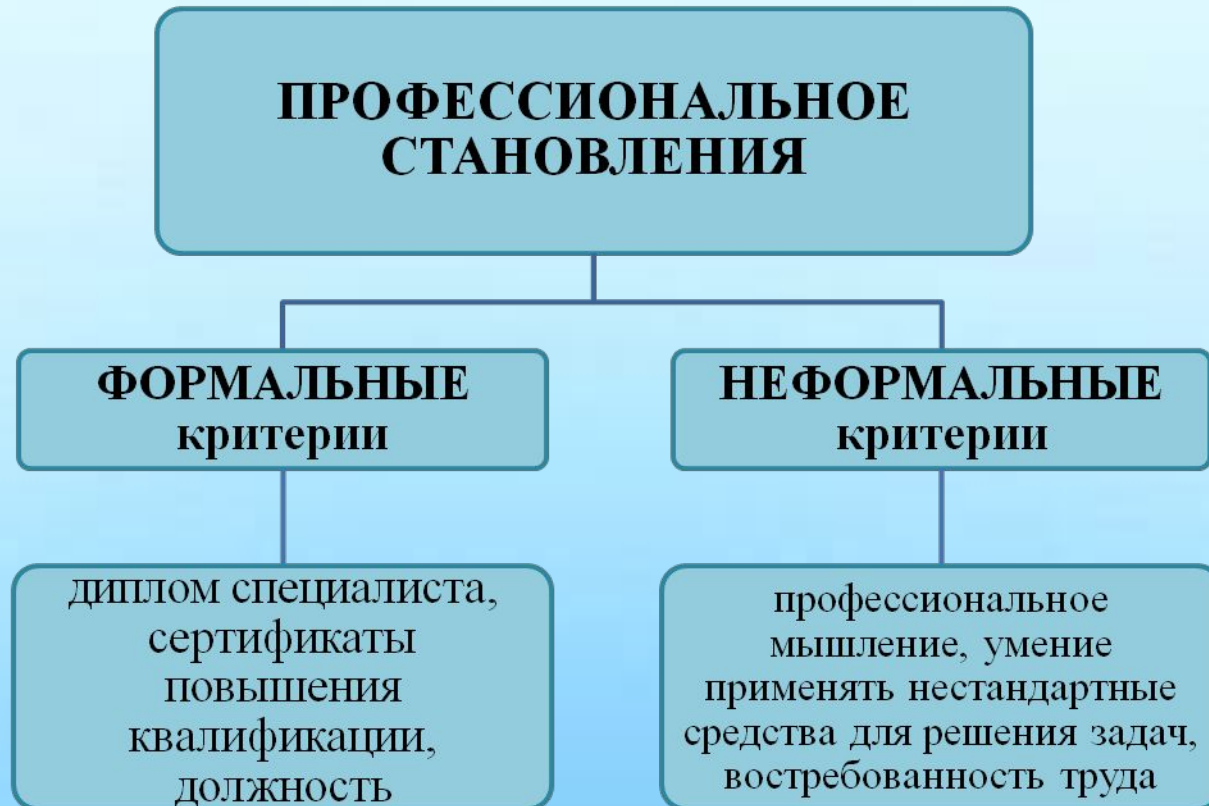 ПРОФЕССИОНАЛЬНОЕ
СТАНОВЛЕНИЯ
ФОРМАЛЬНЫЕ
критерии
НЕФОРМАЛЬНЫЕ
критерии
диплом специалиста,
сертификаты
повышения
квалификации,
должность
профессиональное
мышление, умение
применять нестандартные
средства для решения задач,
востребованность труда